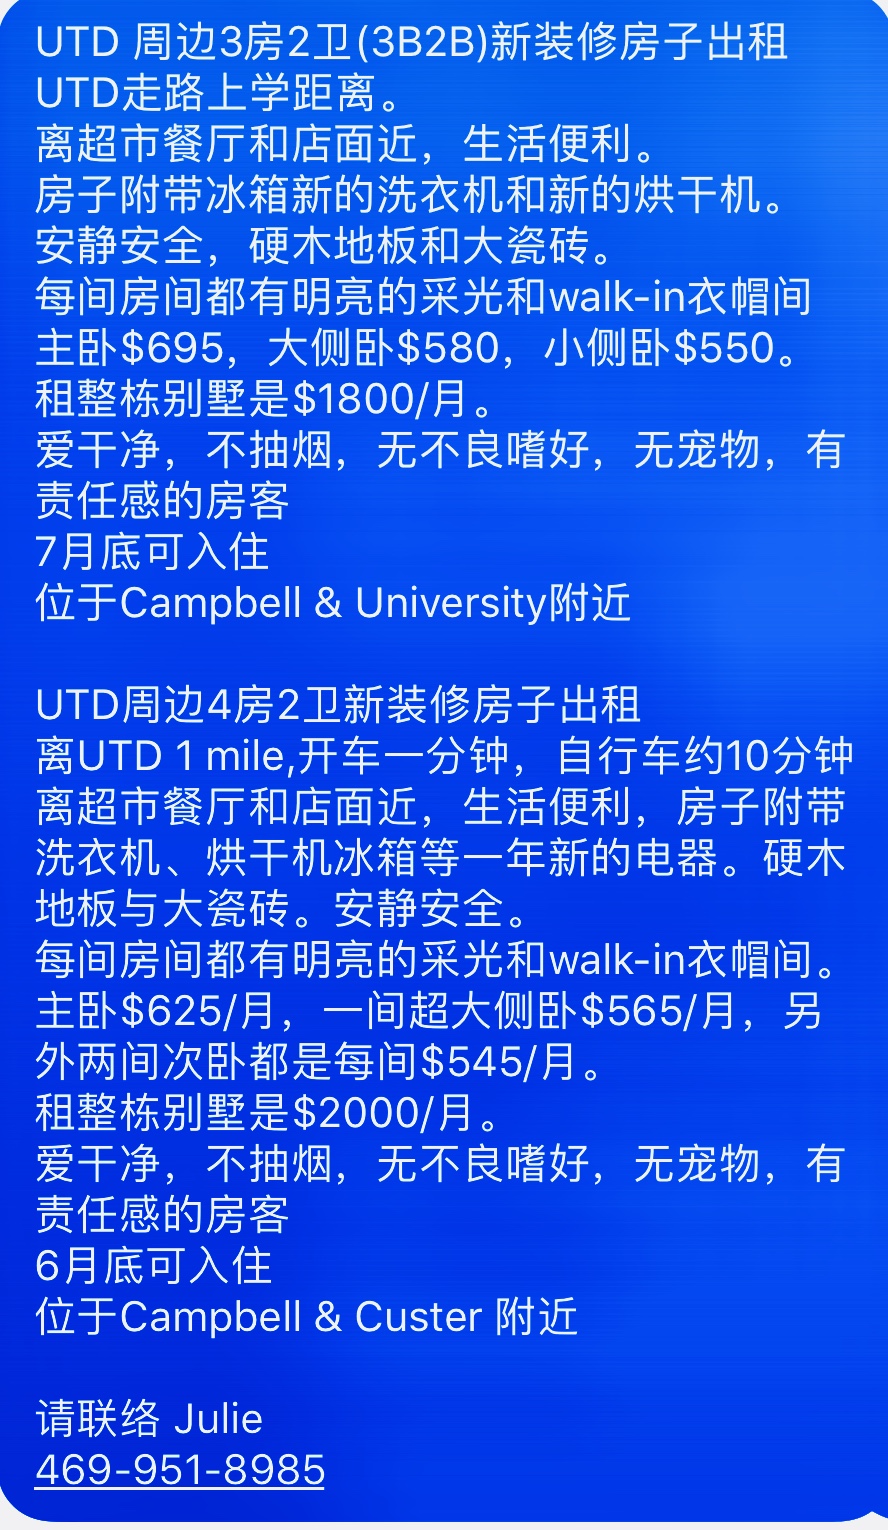 UTD 周边3房2卫(3B2B)新装修房子出租
UTD走路上学距离。
离超市餐厅和店面近，生活便利。
房子附带冰箱新的洗衣机和新的烘干机。
安静安全，硬木地板和大瓷砖。
每间房间都有明亮的采光和walk-in衣帽间
主卧$695，大侧卧$580，小侧卧$550。
租整栋别墅是$1800/月。
爱干净，不抽烟，无不良嗜好，无宠物，有
责任感的房客
7月底可入住
位于Campbell & University附近

UTD周边4房2卫新装修房子出租
离UTD 1 mile,开车一分钟，自行车约10分钟
离超市餐厅和店面近，生活便利，房子附带
洗衣机、烘干机冰箱等一年新的电器。硬木
地板与大瓷砖。安静安全。
每间房间都有明亮的采光和walk-in衣帽间。
主卧$625/月，一间超大侧卧$565/月，另
外两间次卧都是每间$545/月。
租整栋别墅是$2000/月。
爱干净，不抽烟，无不良嗜好，无宠物，有
责任感的房客
6月底可入住
位于Campbell & Custer 附近

请联络 Julie
469-951-8985